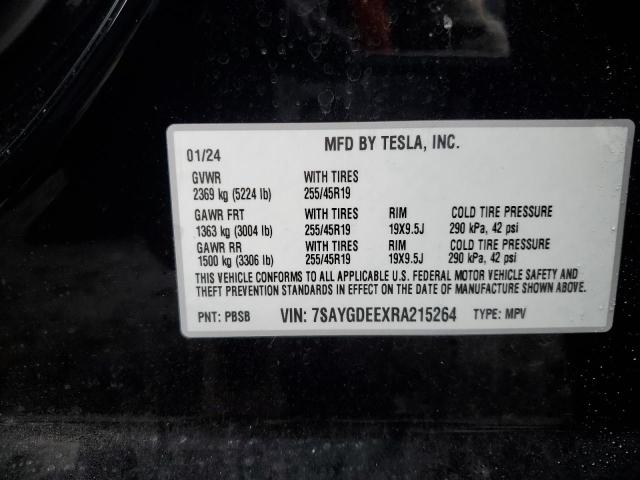 MFD BY TESLA, INC.
01/24
GVWR WITH TIRES
2369 kg (5224 lb) 255/45R19
GAWR FRT WITH TIRES RIM COLD TIRE PRESSURE
1363 kg (3004 lb) 255/45R19 19X9.5J 290 kPa, 42 psi
GAWR RR WITH TIRES RIM COLD TIRE PRESSURE
1500 kg (3306 lb) 255/45R19 19X9.5J 290 kPa, 42 psi
THIS VEHICLE CONFORMS TO ALL APPLICABLE U.S. FEDERAL MOTOR VEHICLE SAFETY AND
THEFT PREVENTION STANDARDS IN EFFECT ON THE DATE OF MANUFACTURE SHOWN ABOVE.
PNT: PBSB VIN: 7SAYGDEEXRA215264 TYPE: MPV